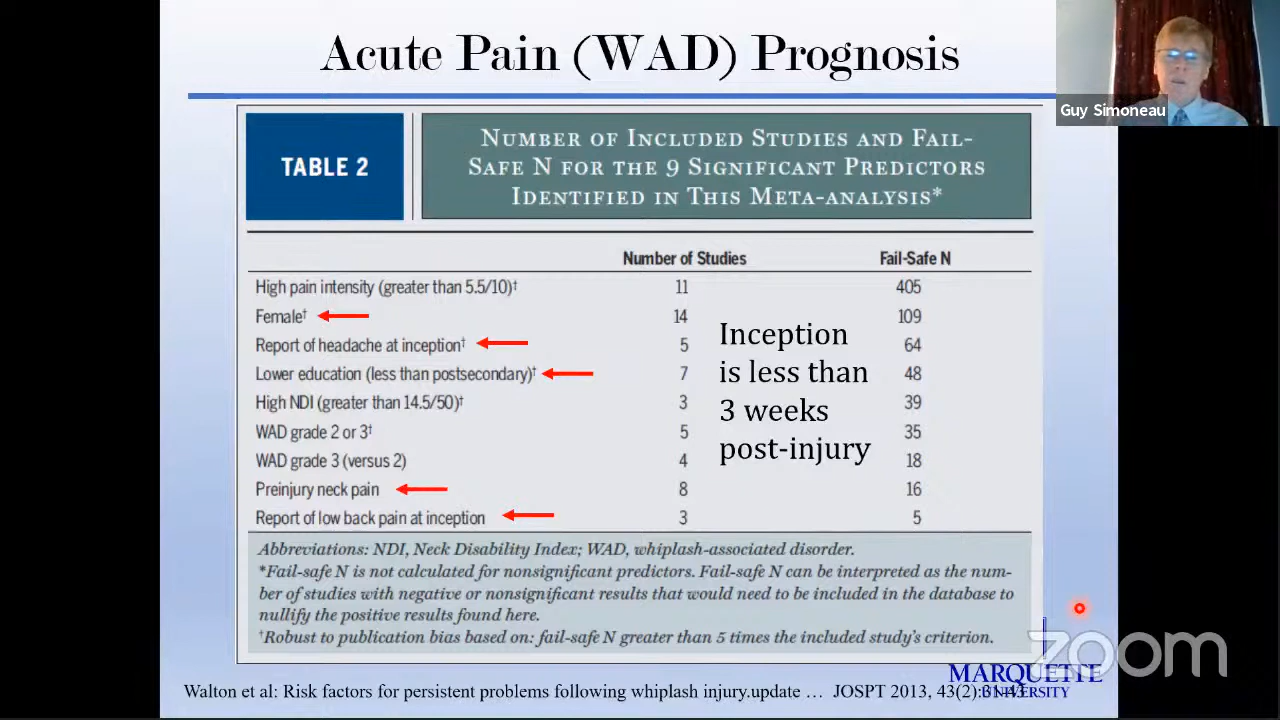 Acute Pain (WAD) Prognosis
Guy Simoneau
TABLE 2
NUMBER OF INCLUDED STUDIES AND FAIL-
SAFE N FOR THE 9 SIGNIFICANT PREDICTORS
IDENTIFIED IN THIS META-ANALYSIS*
Number of Studies Fail-Safe N
High pain intensity (greater than 5.5/10)† 11 405
Female† 14 109
Report of headache at inception† 5 64
Lower education (less than postsecondary)† 7 48
High NDI (greater than 14.5/50)† 3 39
WAD grade 2 or 3† 5 35
WAD grade 3 (versus 2) 4 18
Preinjury neck pain 8 16
Report of low back pain at inception 3 5
Inception
is less than
3 weeks
post-injury
Abbreviations: NDI, Neck Disability Index; WAD, whiplash-associated disorder.
*Fail-safe N is not calculated for nonsignificant predictors. Fail-safe N can be interpreted as the num-
ber of studies with negative or nonsignificant results that would need to be included in the database to
nullify the positive results found here.
†Robust to publication bias based on: fail-safe N greater than 5 times the included study's criterion.
zoom
MARQUETTE
UNIVERSITY
Walton et al: Risk factors for persistent problems following whiplash injury.update … JOSPT 2013, 43(2):31-43